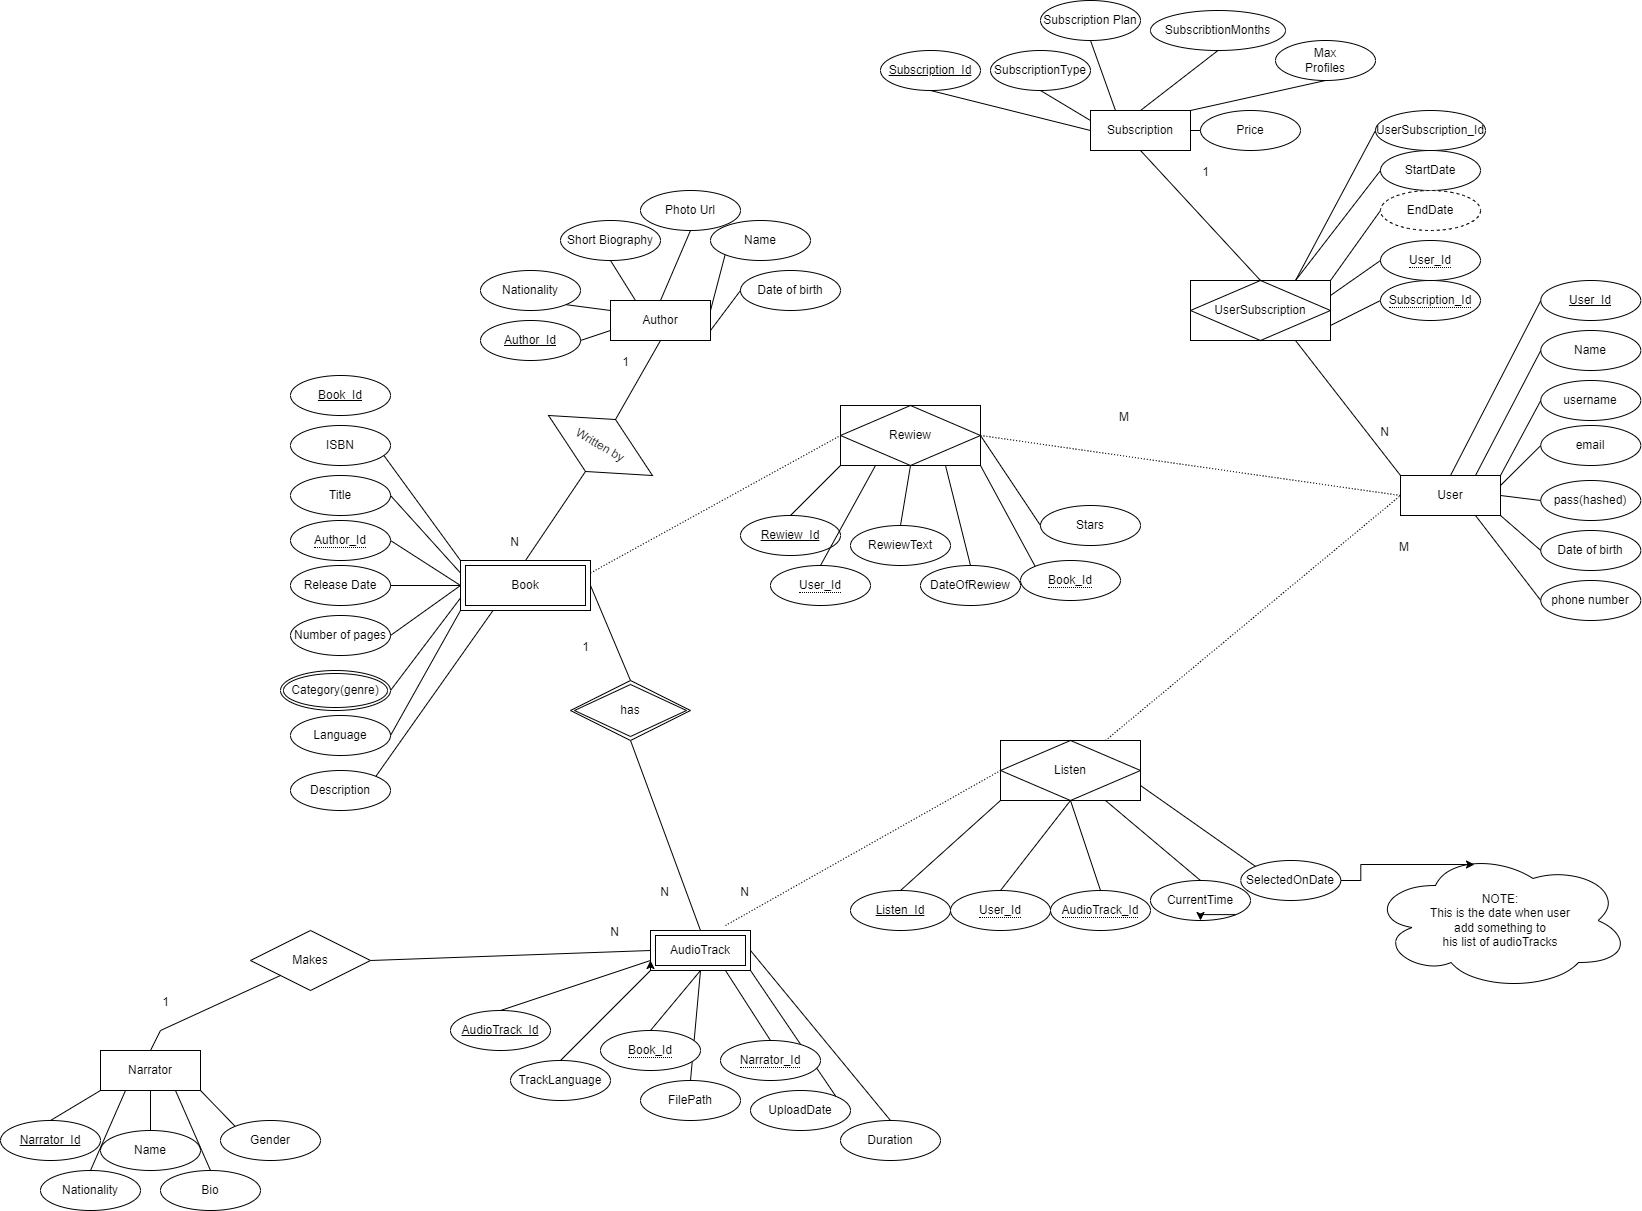 Subscription Plan
SubscribtionMonths
Max
Profiles
Subscription_Id
SubscriptionType
Subscription
Price
1
UserSubscription_Id
StartDate
EndDate
User_Id
Subscription_Id
UserSubscription
Photo Url
Short Biography
Name
Nationality
Date of birth
Author_Id
Author
1
Written by
N
Book_Id
ISBN
Title
Author_Id
Release Date
Number of pages
Category(genre)
Language
Description
Book
Rewiew
M
N
Rewiew_Id
User_Id
RewiewText
DateOfRewiew
Book_Id
Stars
User_Id
Name
username
email
pass(hashed)
Date of birth
phone number
User
M
1
has
N
N
Listen
Listen_Id
User_Id
AudioTrack_Id
CurrentTime
SelectedOnDate
NOTE:
This is the date when user
add something to
his list of audioTracks
N
AudioTrack
Makes
1
AudioTrack_Id
TrackLanguage
Book_Id
FilePath
Narrator_Id
UploadDate
Duration
Narrator
Narrator_Id
Nationality
Name
Bio
Gender